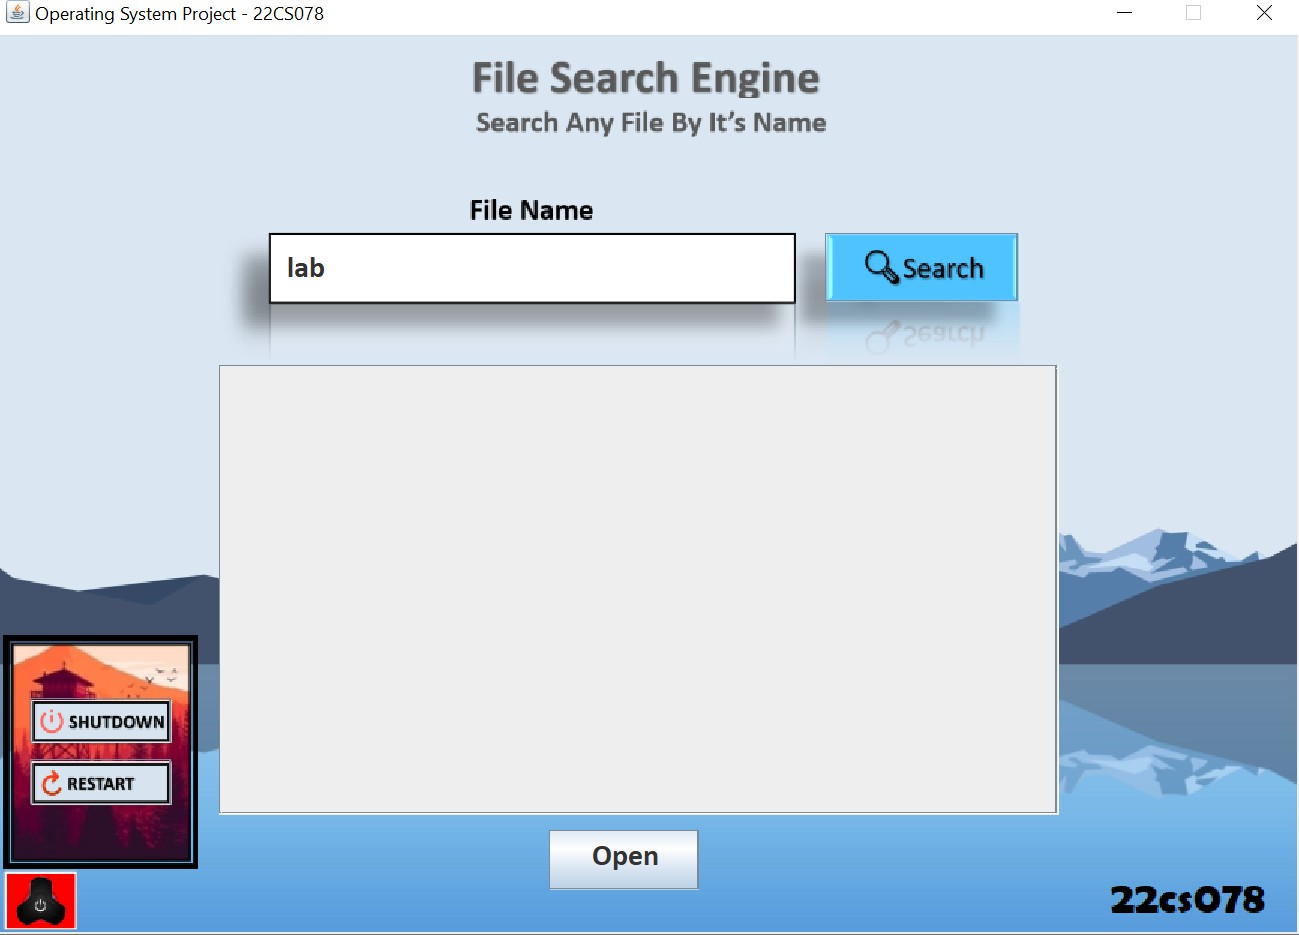 Operating System Project - 22CS078
File Search Engine
Search Any File By It's Name
File Name
lab
Search
Search
SHUTDOWN
RESTART
Open
22cs078